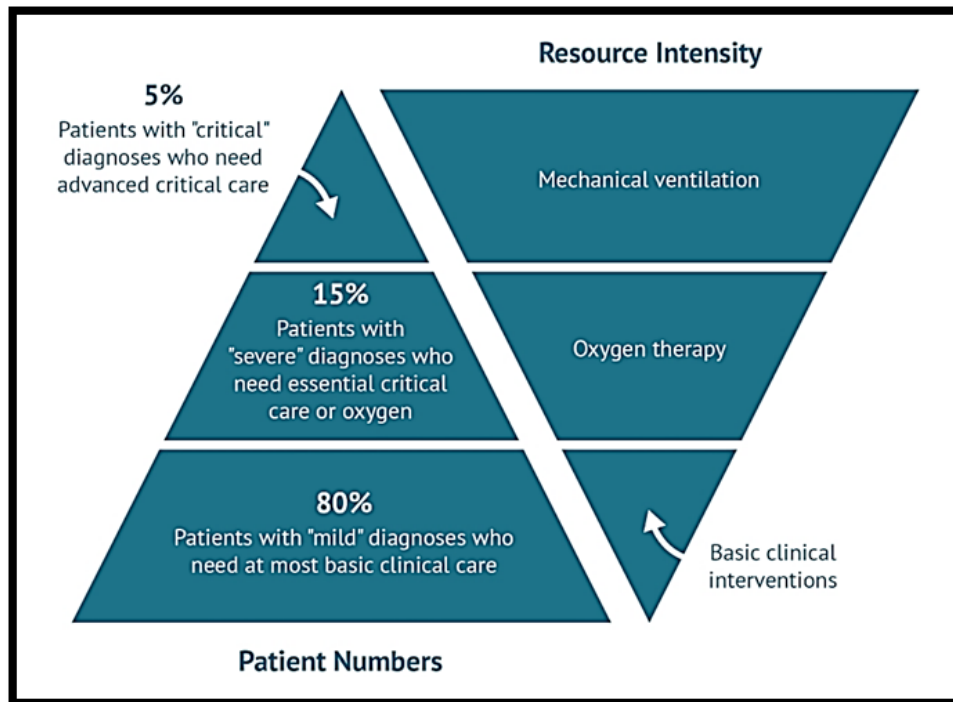 Resource Intensity
5%
Patients with "critical"
diagnoses who need
advanced critical care
Mechanical ventilation
15%
Patients with
"severe" diagnoses who
need essential critical
care or oxygen
Oxygen therapy
80%
Patients with "mild" diagnoses who
need at most basic clinical care
Basic clinical
interventions
Patient Numbers